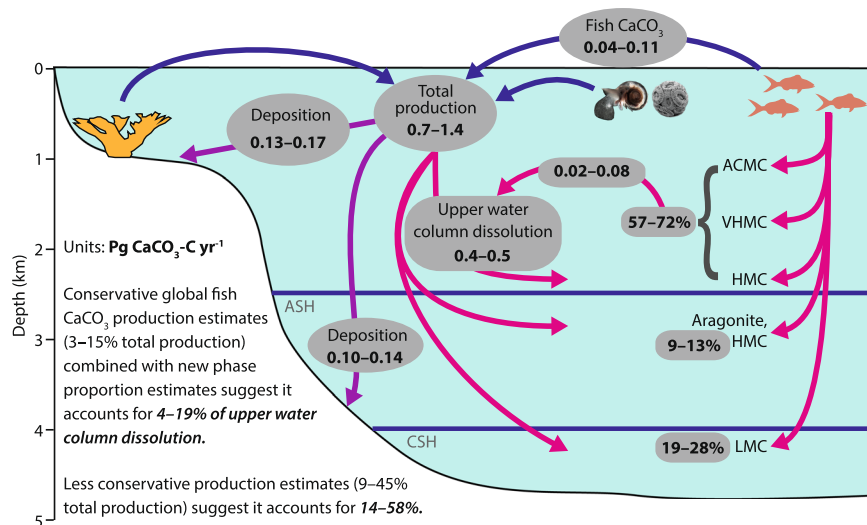 Fish CaCO₃
0.04–0.11
0
Total
production
0.7–1.4
Deposition
0.13–0.17
1
ACMC
0.02–0.08
57–72%
VHMC
Upper water
column dissolution
0.4–0.5
2
HMC
Depth (km)
Units: Pg CaCO₃-C yr⁻¹
ASH
Conservative global fish
CaCO₃ production estimates
(3–15% total production)
combined with new phase
proportion estimates suggest it
accounts for 4–19% of upper water
column dissolution.
3
Aragonite,
HMC
9–13%
Deposition
0.10–0.14
4
CSH
19–28%
LMC
Less conservative production estimates (9–45%
total production) suggest it accounts for 14–58%.
5